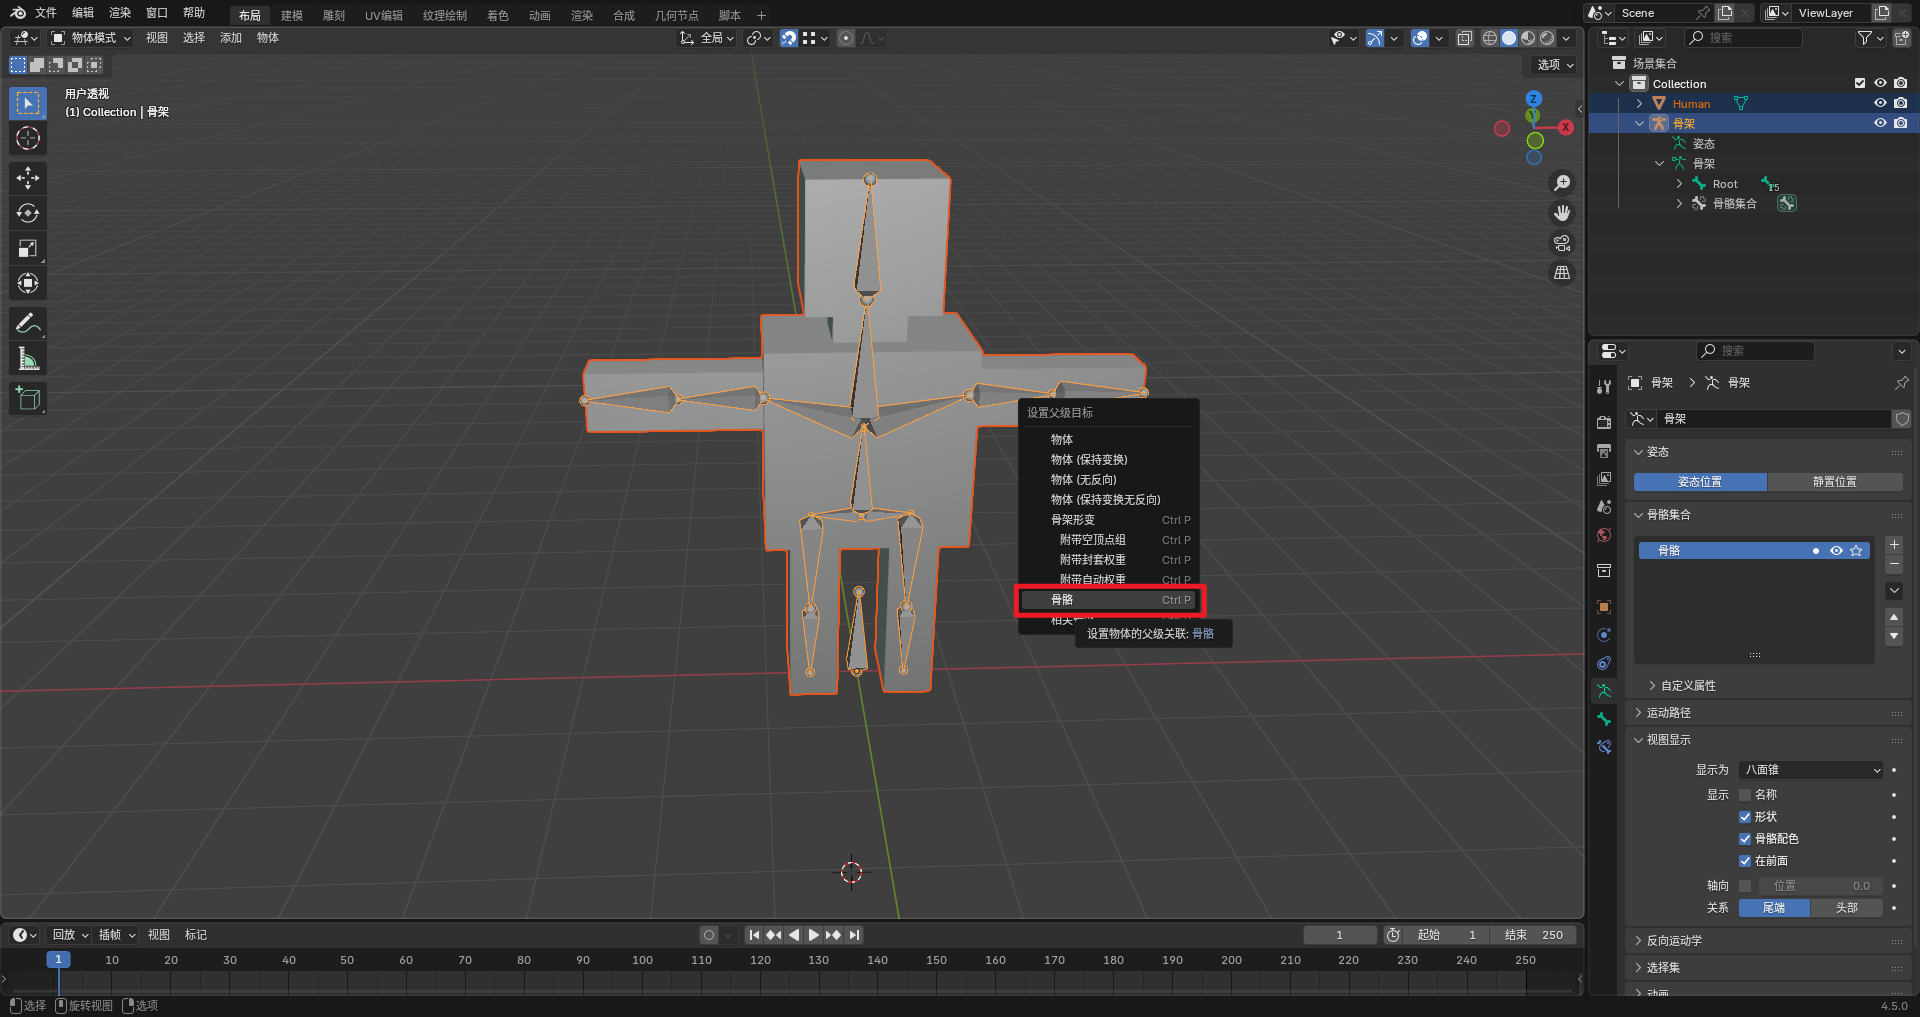 文件 编辑 渲染 窗口 帮助 布局 建模 雕刻 UV编辑 纹理绘制 着色 动画 渲染 合成 几何节点 脚本 + Scene ViewLayer
物体模式 视图 选择 添加 物体 全局 搜索
选项
用户透视
(1) Collection | 骨架
Z
Y
X
场景集合
Collection
Human
骨架
姿态
骨架
Root 15
骨骼集合
设置父级目标
物体
物体 (保持变换)
物体 (无反向)
物体 (保持变换无反向)
骨架形变 Ctrl P
附带空顶点组 Ctrl P
附带封套权重 Ctrl P
附带自动权重 Ctrl P
骨骼 Ctrl P
设置物体的父级关联: 骨骼
搜索
骨架 骨架
骨架
姿态
姿态位置 静置位置
骨骼集合
骨骼
自定义属性
运动路径
视图显示
显示为 八面锥
显示 名称
形状
骨骼配色
在前面
轴向 位置 0.0
关系 尾端 头部
反向运动学
选择集
动画
回放 插帧 视图 标记 1 起始 1 结束 250
1 10 20 30 40 50 60 70 80 90 100 110 120 130 140 150 160 170 180 190 200 210 220 230 240 250
选择 旋转视图 选项 4.5.0